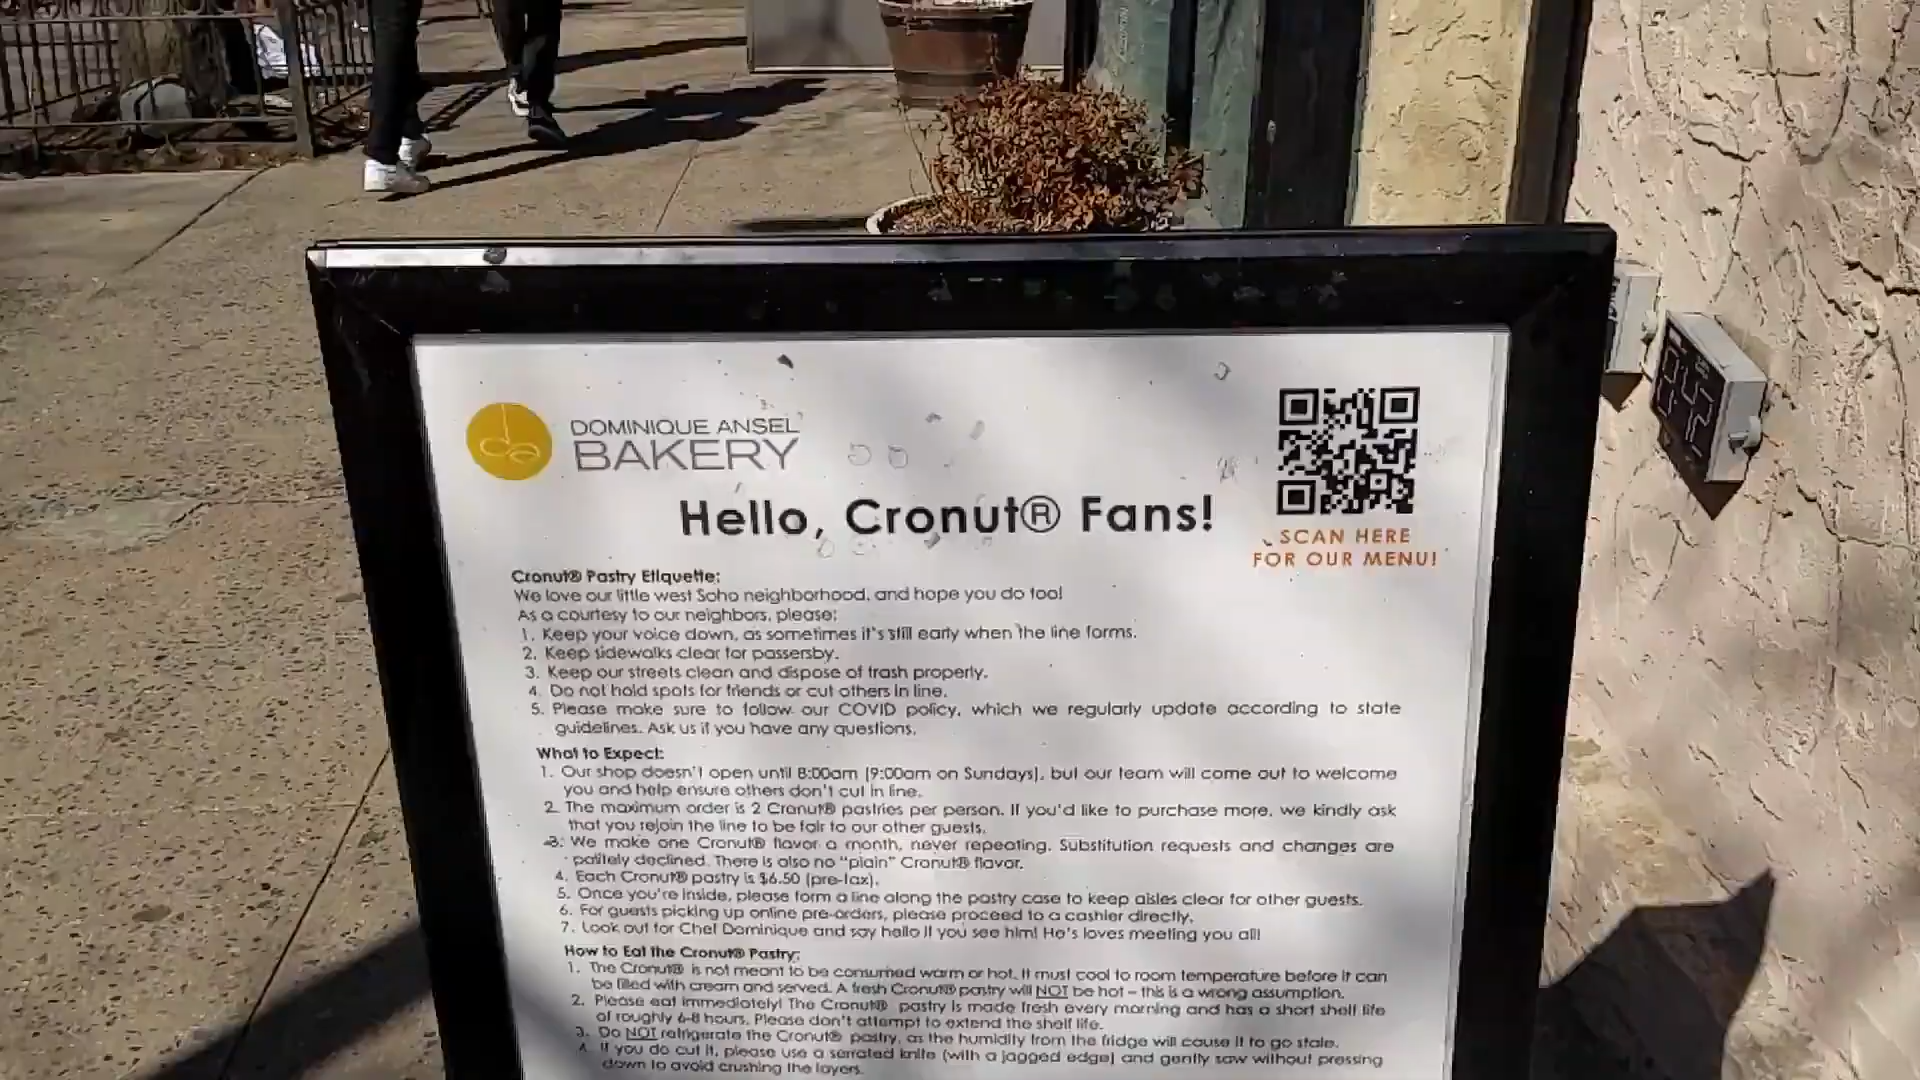 DOMINIQUE ANSEL
BAKERY
Hello, Cronut® Fans!
SCAN HERE
FOR OUR MENU!
Cronut® Pastry Etiquette:
We love our little west Soho neighborhood, and hope you do too!
As a courtesy to our neighbors, please:
1. Keep your voice down, as sometimes it's still early when the line forms.
2. Keep sidewalks clear for passersby.
3. Keep our streets clean and dispose of trash properly.
4. Do not hold spots for friends or cut others in line.
5. Please make sure to follow our COVID policy, which we regularly update according to state
guidelines. Ask us if you have any questions.
What to Expect:
1. Our shop doesn't open until 8:00am (9:00am on Sundays), but our team will come out to welcome
you and help ensure others don't cut in line.
2. The maximum order is 2 Cronut® pastries per person. If you'd like to purchase more, we kindly ask
that you rejoin the line to be fair to our other guests.
3. We make one Cronut® flavor a month, never repeating. Substitution requests and changes are
politely declined. There is also no "plain" Cronut® flavor.
4. Each Cronut® pastry is $6.50 (pre-tax).
5. Once you're inside, please form a line along the pastry case to keep aisles clear for other guests.
6. For guests picking up online pre-orders, please proceed to a cashier directly.
7. Look out for Chef Dominique and say hello if you see him! He's loves meeting you all!
How to Eat the Cronut® Pastry:
1. The Cronut® is not meant to be consumed warm or hot. It must cool to room temperature before it can
be filled with cream and served. A fresh Cronut® pastry will NOT be hot – this is a wrong assumption.
2. Please eat immediately! The Cronut® pastry is made fresh every morning and has a short shelf life
of roughly 6-8 hours. Please don't attempt to extend the shelf life.
3. Do NOT refrigerate the Cronut® pastry, as the humidity from the fridge will cause it to go stale.
4. If you do cut it, please use a serrated knife (with a jagged edge) and gently saw without pressing
down to avoid crushing the layers.